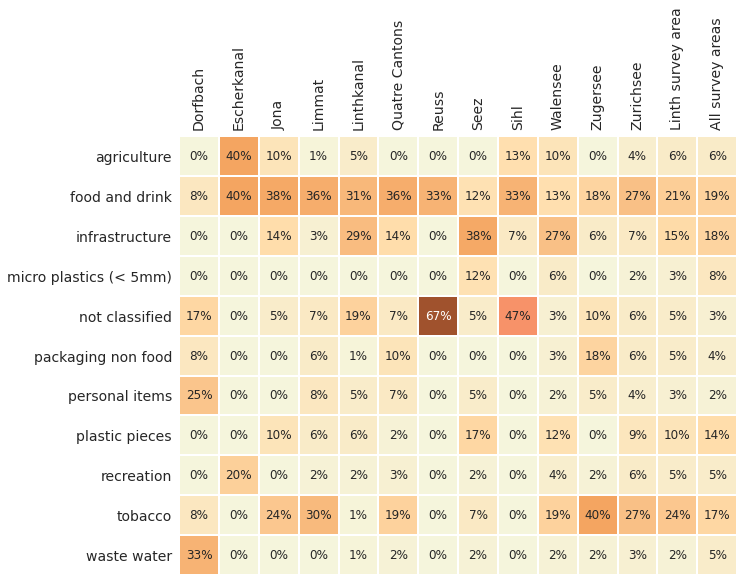 Dorfbach Escherkanal Jona Limmat Linthkanal Quatre Cantons Reuss Seez Sihl Walensee Zugersee Zurichsee Linth survey area All survey areas
agriculture 0% 40% 10% 1% 5% 0% 0% 0% 13% 10% 0% 4% 6% 6%
food and drink 8% 40% 38% 36% 31% 36% 33% 12% 33% 13% 18% 27% 21% 19%
infrastructure 0% 0% 14% 3% 29% 14% 0% 38% 7% 27% 6% 7% 15% 18%
micro plastics (< 5mm) 0% 0% 0% 0% 0% 0% 0% 12% 0% 6% 0% 2% 3% 8%
not classified 17% 0% 5% 7% 19% 7% 67% 5% 47% 3% 10% 6% 5% 3%
packaging non food 8% 0% 0% 6% 1% 10% 0% 0% 0% 3% 18% 6% 5% 4%
personal items 25% 0% 0% 8% 5% 7% 0% 5% 0% 2% 5% 4% 3% 2%
plastic pieces 0% 0% 10% 6% 6% 2% 0% 17% 0% 12% 0% 9% 10% 14%
recreation 0% 20% 0% 2% 2% 3% 0% 2% 0% 4% 2% 6% 5% 5%
tobacco 8% 0% 24% 30% 1% 19% 0% 7% 0% 19% 40% 27% 24% 17%
waste water 33% 0% 0% 0% 1% 2% 0% 2% 0% 2% 2% 3% 2% 5%